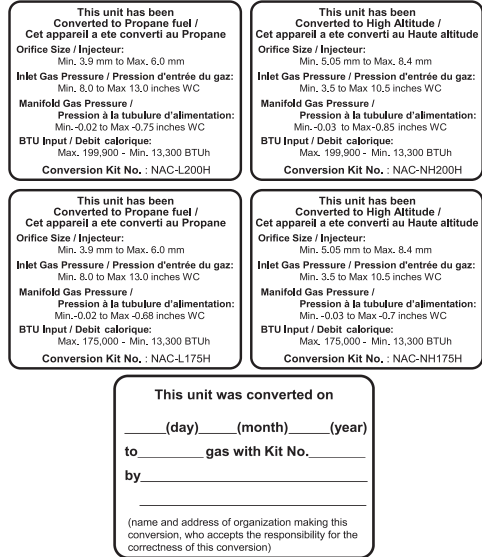 This unit has been
Converted to Propane fuel /
Cet appareil a ete converti au Propane
Orifice Size / Injecteur:
Min. 3.9 mm to Max. 6.0 mm
Inlet Gas Pressure / Pression d'entrée du gaz:
Min. 8.0 to Max 13.0 inches WC
Manifold Gas Pressure /
Pression à la tubulure d'alimentation:
Min.-0.02 to Max -0.75 inches WC
BTU Input / Debit calorique:
Max. 199,900 - Min. 13,300 BTUh
Conversion Kit No. : NAC-L200H
This unit has been
Converted to High Altitude /
Cet appareil a ete converti au Haute altitude
Orifice Size / Injecteur:
Min. 5.05 mm to Max. 8.4 mm
Inlet Gas Pressure / Pression d'entrée du gaz:
Min. 3.5 to Max 10.5 inches WC
Manifold Gas Pressure /
Pression à la tubulure d'alimentation:
Min. -0.03 to Max-0.85 inches WC
BTU Input / Debit calorique:
Max. 199,900 - Min. 13,300 BTUh
Conversion Kit No. : NAC-NH200H
This unit has been
Converted to Propane fuel /
Cet appareil a ete converti au Propane
Orifice Size / Injecteur:
Min. 3.9 mm to Max. 6.0 mm
Inlet Gas Pressure / Pression d'entrée du gaz:
Min. 8.0 to Max 13.0 inches WC
Manifold Gas Pressure /
Pression à la tubulure d'alimentation:
Min.-0.02 to Max -0.68 inches WC
BTU Input / Debit calorique:
Max. 175,000 - Min. 13,300 BTUh
Conversion Kit No. : NAC-L175H
This unit has been
Converted to High Altitude /
Cet appareil a ete converti au Haute altitude
Orifice Size / Injecteur:
Min. 5.05 mm to Max. 8.4 mm
Inlet Gas Pressure / Pression d'entrée du gaz:
Min. 3.5 to Max 10.5 inches WC
Manifold Gas Pressure /
Pression à la tubulure d'alimentation:
Min. -0.03 to Max -0.7 inches WC
BTU Input / Debit calorique:
Max. 175,000 - Min. 13,300 BTUh
Conversion Kit No. : NAC-NH175H
This unit was converted on
_____(day)_____(month)_____(year)
to________ gas with Kit No.________
by____________________________
____________________________
(name and address of organization making this
conversion, who accepts the responsibility for the
correctness of this conversion)